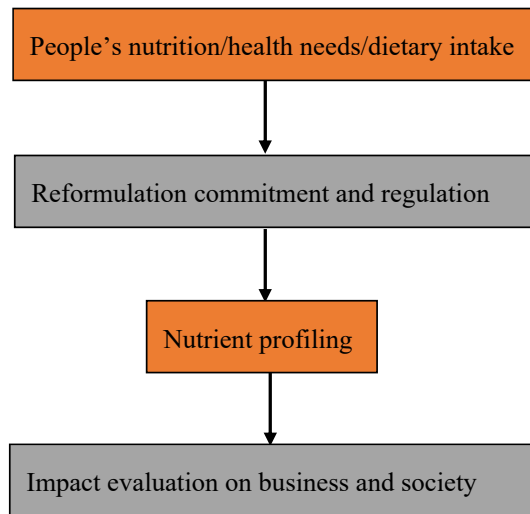 People’s nutrition/health needs/dietary intake
Reformulation commitment and regulation
Nutrient profiling
Impact evaluation on business and society